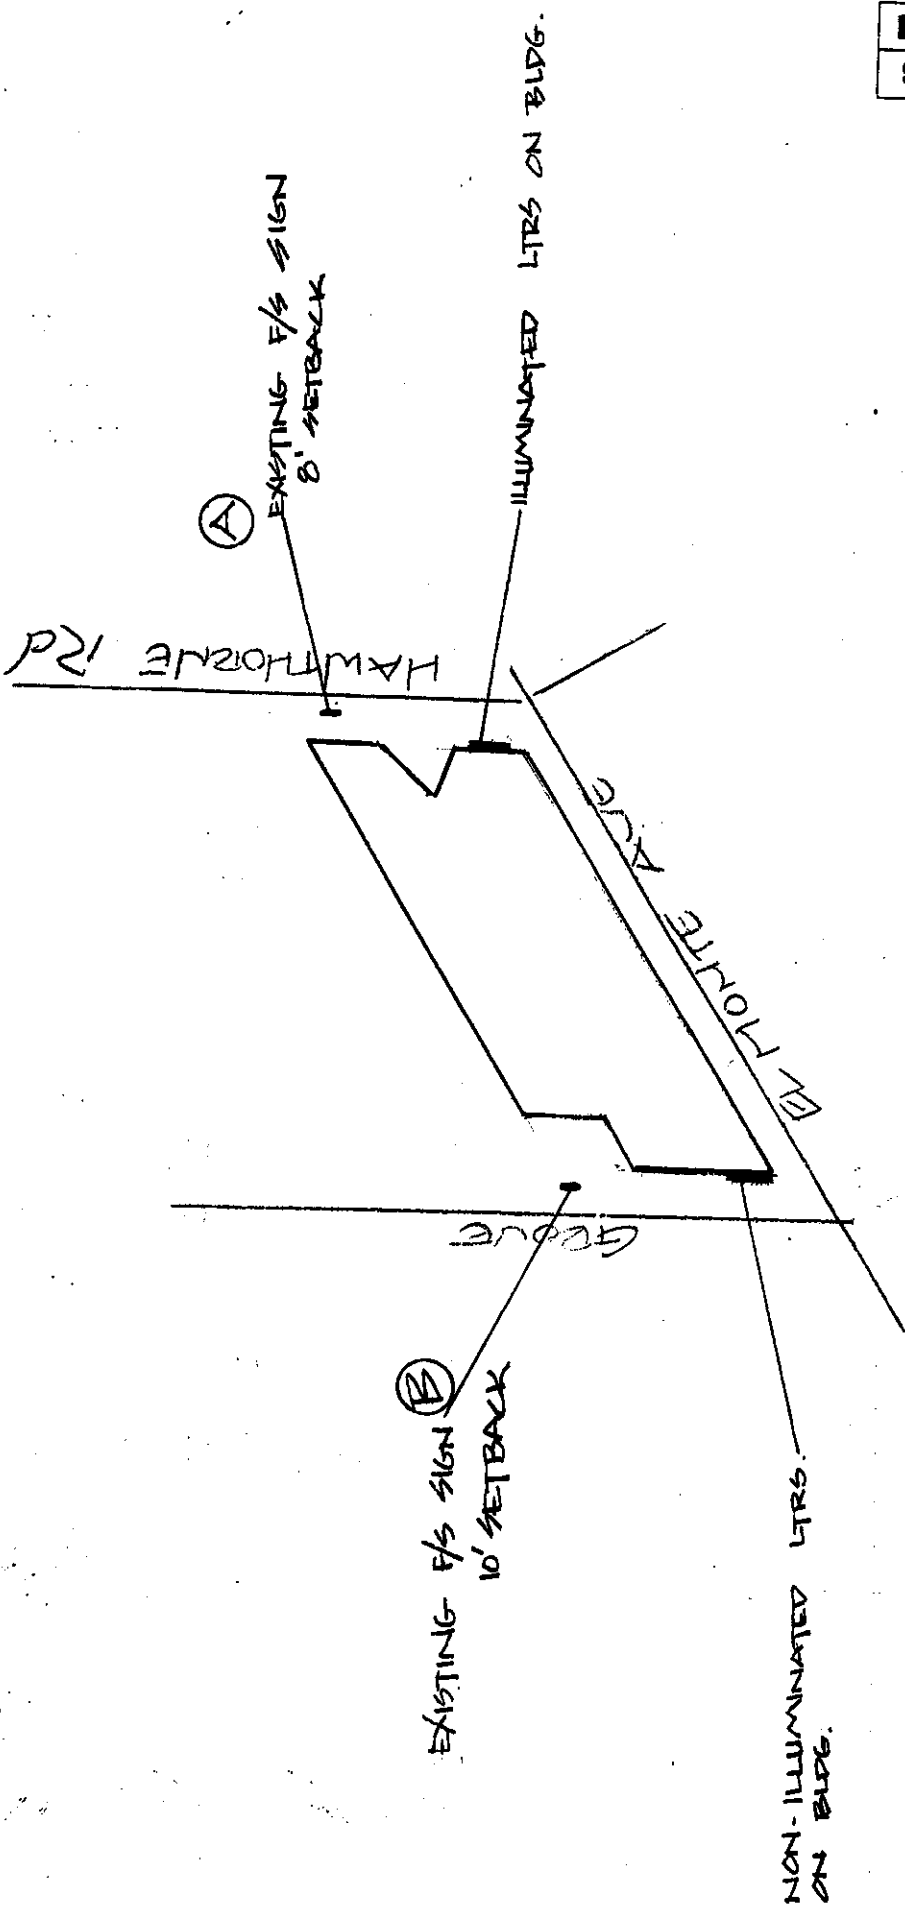 A
EXISTING F/S SIGN
8' SETBACK
ILLUMINATED LTRS ON BLDG.
HAWTHORNE Rd
EL MONTE AVE
GROVE
B
EXISTING F/S SIGN
10' SETBACK
NON-ILLUMINATED LTRS.
ON BLDG.